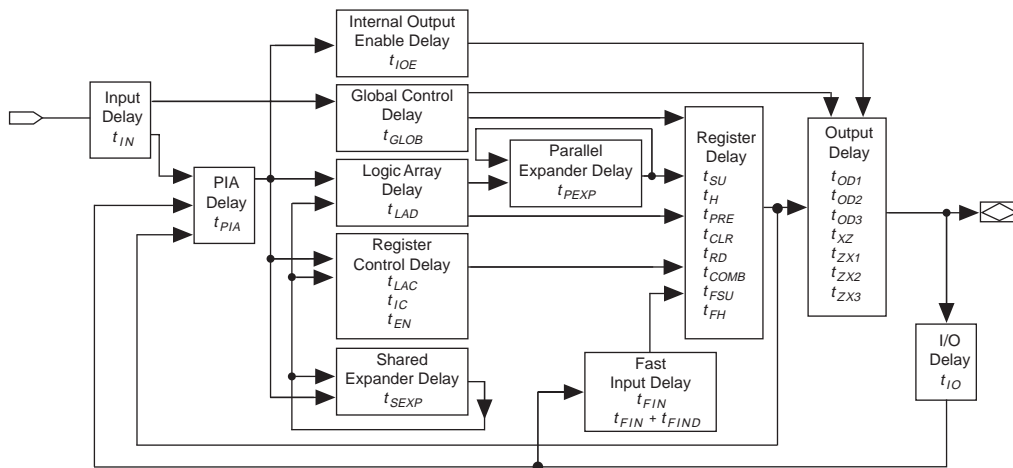 Internal Output
Enable Delay
tIOE
Input
Delay
tIN
Global Control
Delay
tGLOB
Register
Delay
tSU
tH
tPRE
tCLR
tRD
tCOMB
tFSU
tFH
Output
Delay
tOD1
tOD2
tOD3
tXZ
tZX1
tZX2
tZX3
Parallel
Expander Delay
tPEXP
PIA
Delay
tPIA
Logic Array
Delay
tLAD
Register
Control Delay
tLAC
tIC
tEN
I/O
Delay
tIO
Shared
Expander Delay
tSEXP
Fast
Input Delay
tFIN
tFIN + tFIND